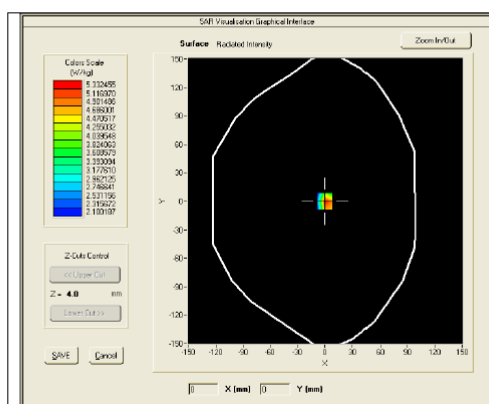 SAR Visualisation Graphical Interface
Surface Radiated Intensity
Zoom In/Out
Colors Scale
(W/kg)
5.332455
5.116970
4.901486
4.686001
4.470517
4.255032
4.039548
3.824063
3.608579
3.393094
3.177610
2.962125
2.746641
2.531156
2.315672
2.100187
Z-Cuts Control
<< Upper Cut
Z = 4.0 mm
Lower Cut >>
SAVE Cancel
Y
150
120
90
60
30
0
-30
-60
-90
-120
-150
-150 -120 -90 -60 -30 0 30 60 90 120 150
X
0 X (mm) 0 Y (mm)